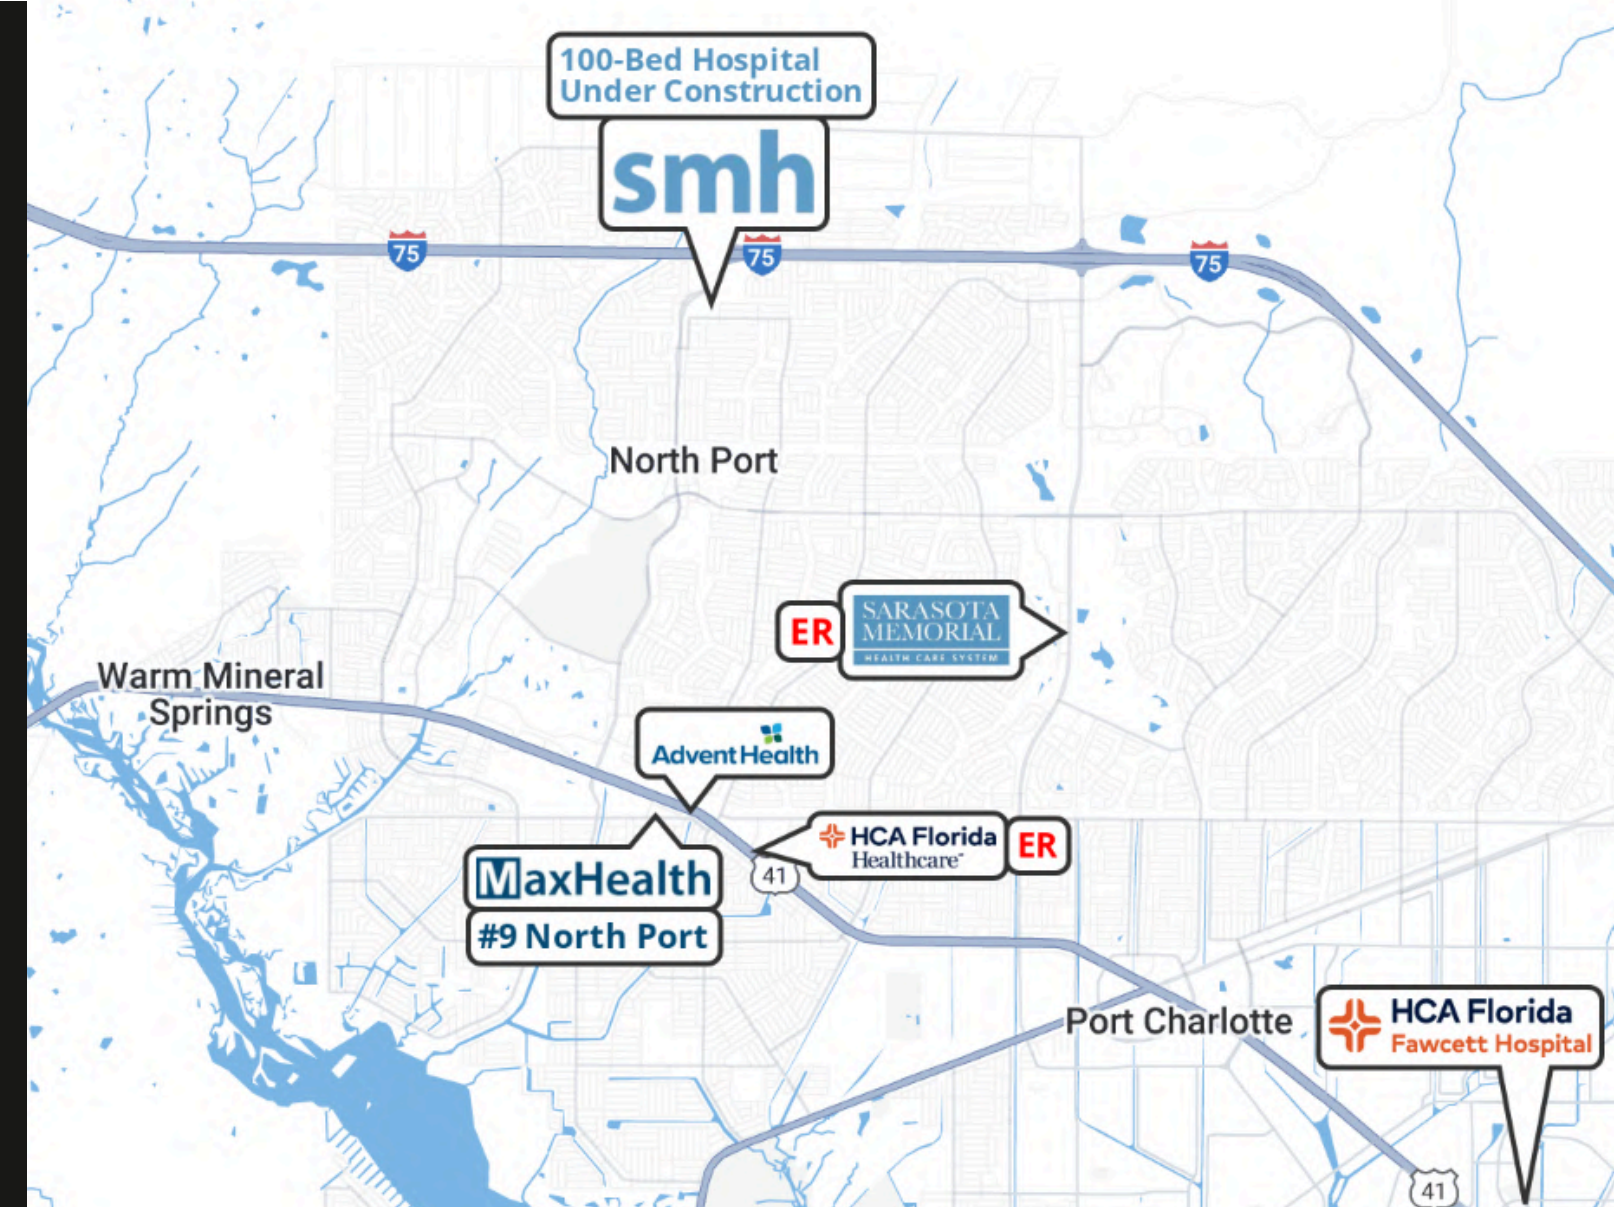 100-Bed Hospital
Under Construction
smh
75
75
75
North Port
ER
SARASOTA
MEMORIAL
HEALTH CARE SYSTEM
Warm Mineral
Springs
AdventHealth
HCA Florida
Healthcare™
ER
MaxHealth
41
#9 North Port
HCA Florida
Fawcett Hospital
Port Charlotte
41